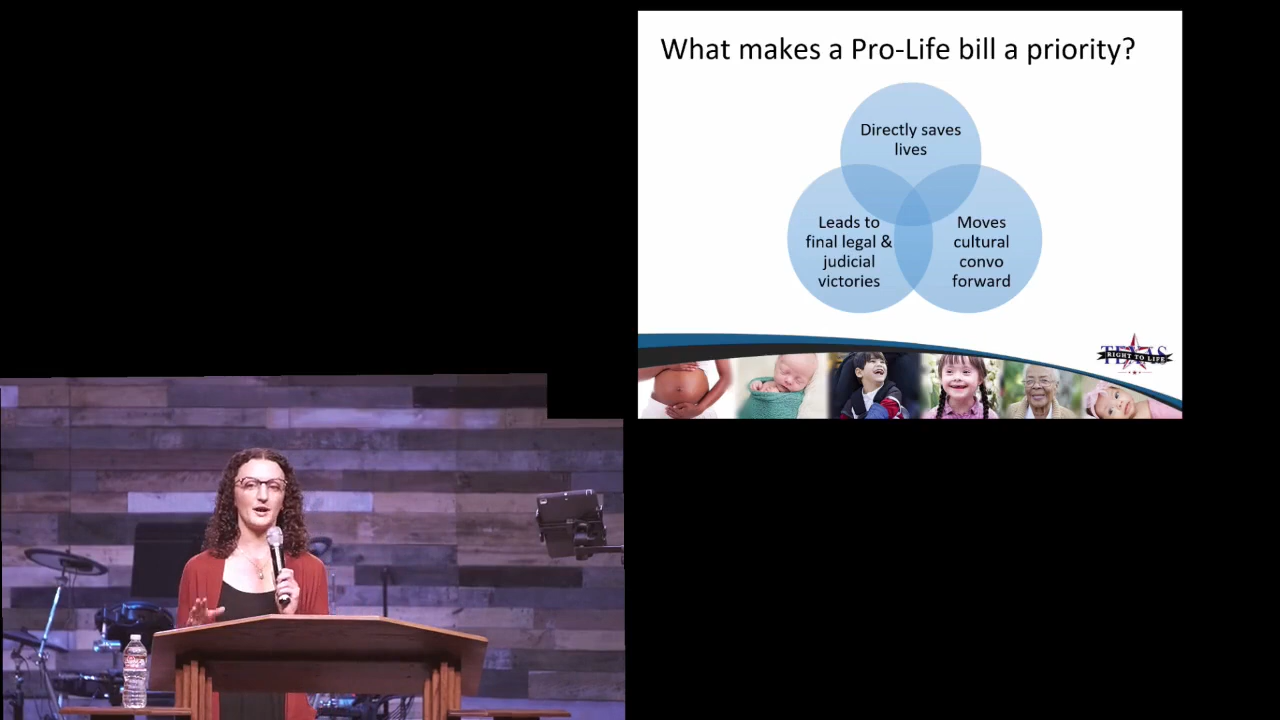 What makes a Pro-Life bill a priority?
Directly saves
lives
Leads to
final legal &
judicial
victories
Moves
cultural
convo
forward
TEXAS
RIGHT TO LIFE